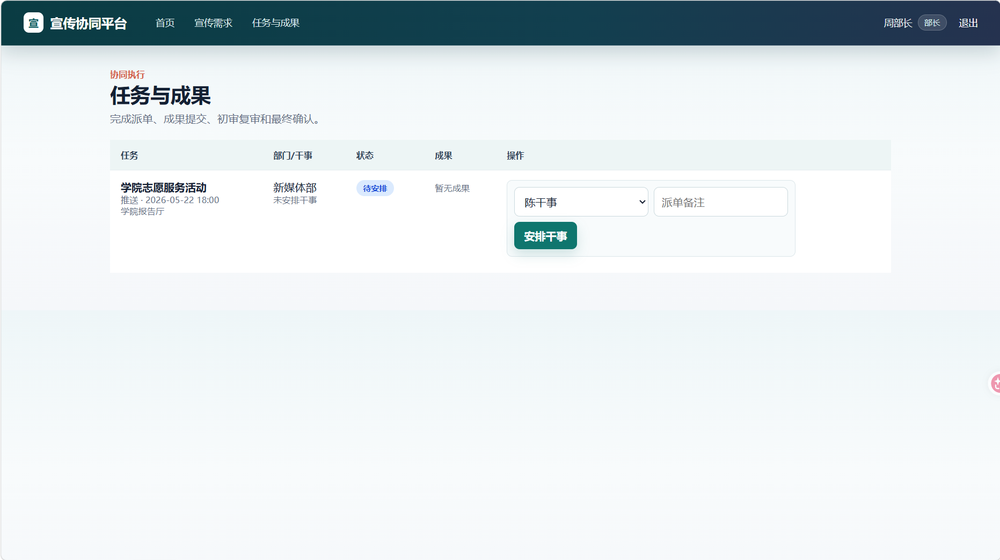 宣 宣传协同平台 首页 宣传需求 任务与成果 周部长 部长 退出
协同执行
任务与成果
完成派单、成果提交、初审复审和最终确认。
任务 部门/干事 状态 成果 操作
学院志愿服务活动 新媒体部 待安排 暂无成果 陈干事 派单备注
推送 · 2026-05-22 18:00 未安排干事
学院报告厅
安排干事